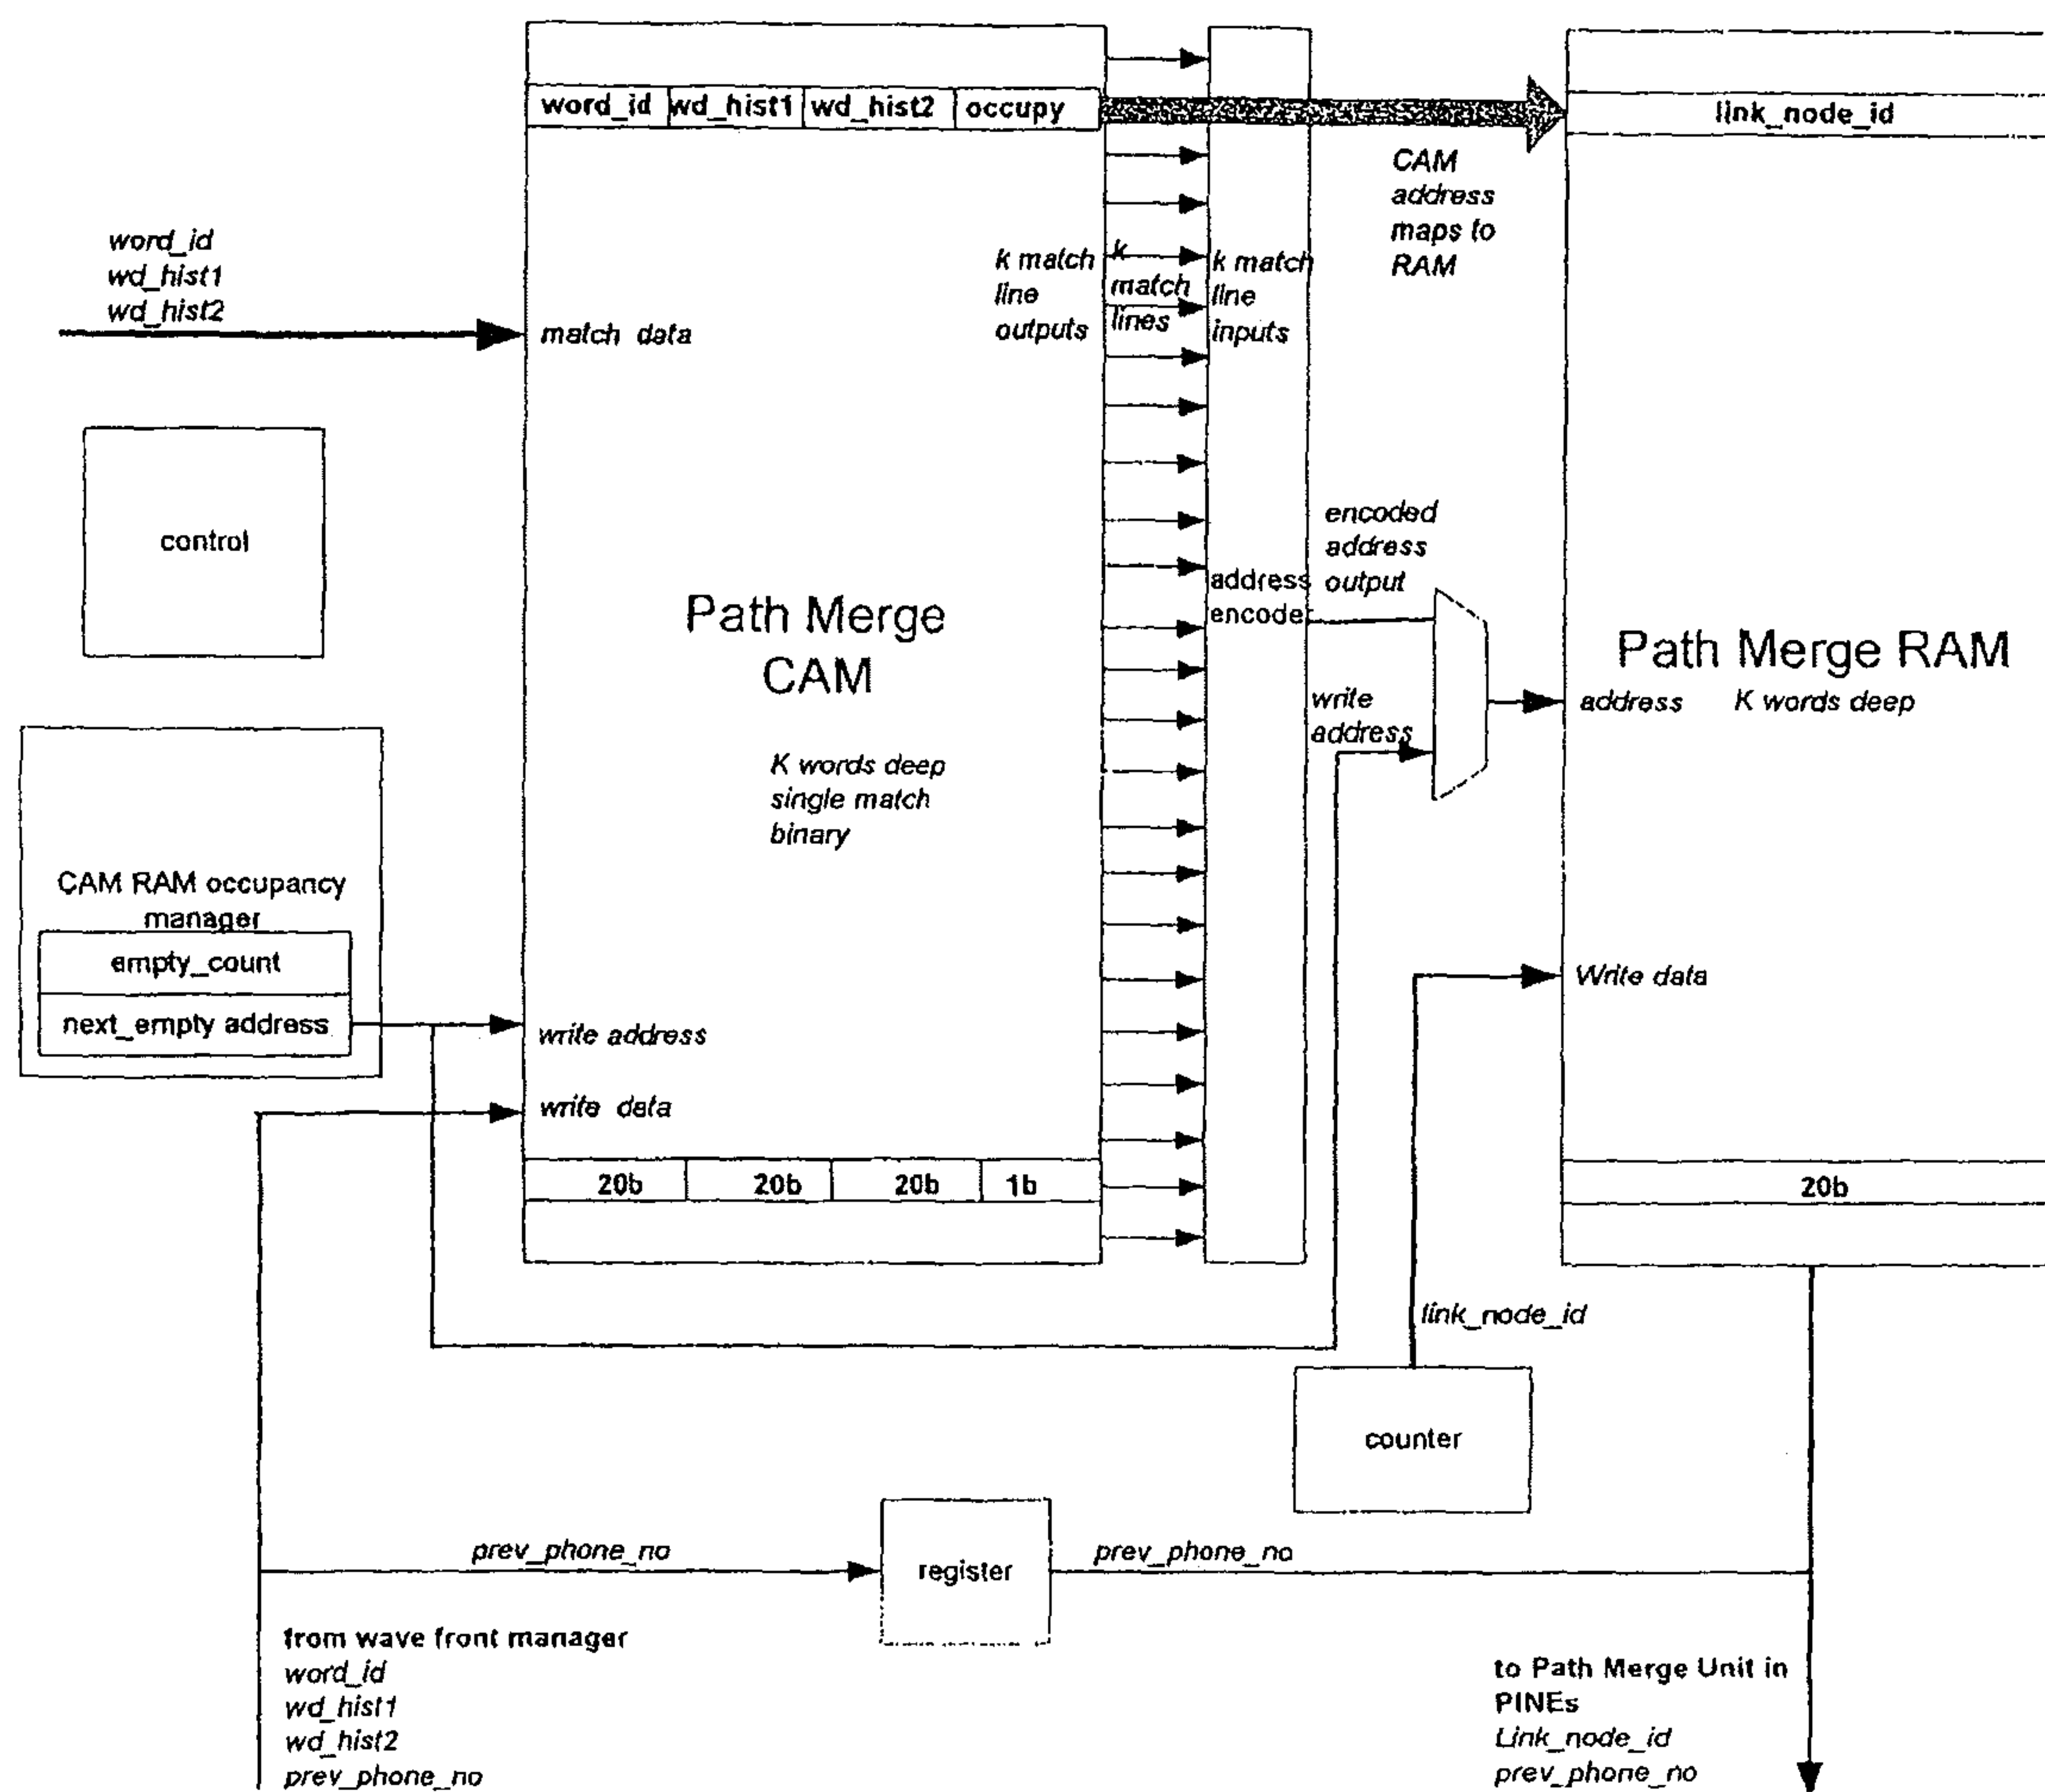 word_id wd_hist1 wd_hist2 occupy
link_node_id
CAM
address
maps to
RAM
word_id
wd_hist1
wd_hist2
match data
k match
line
outputs
k
match
lines
k match
line
inputs
control
encoded
address
output
address
encoder
Path Merge
CAM
K words deep
single match
binary
write
address
Path Merge RAM
address K words deep
CAM RAM occupancy
manager
empty_count
next_empty address
write address
write data
Write data
20b 20b 20b 1b
20b
link_node_id
counter
prev_phone_no
register
prev_phone_no
from wave front manager
word_id
wd_hist1
wd_hist2
prev_phone_no
to Path Merge Unit in
PINEs
Link_node_id
prev_phone_no